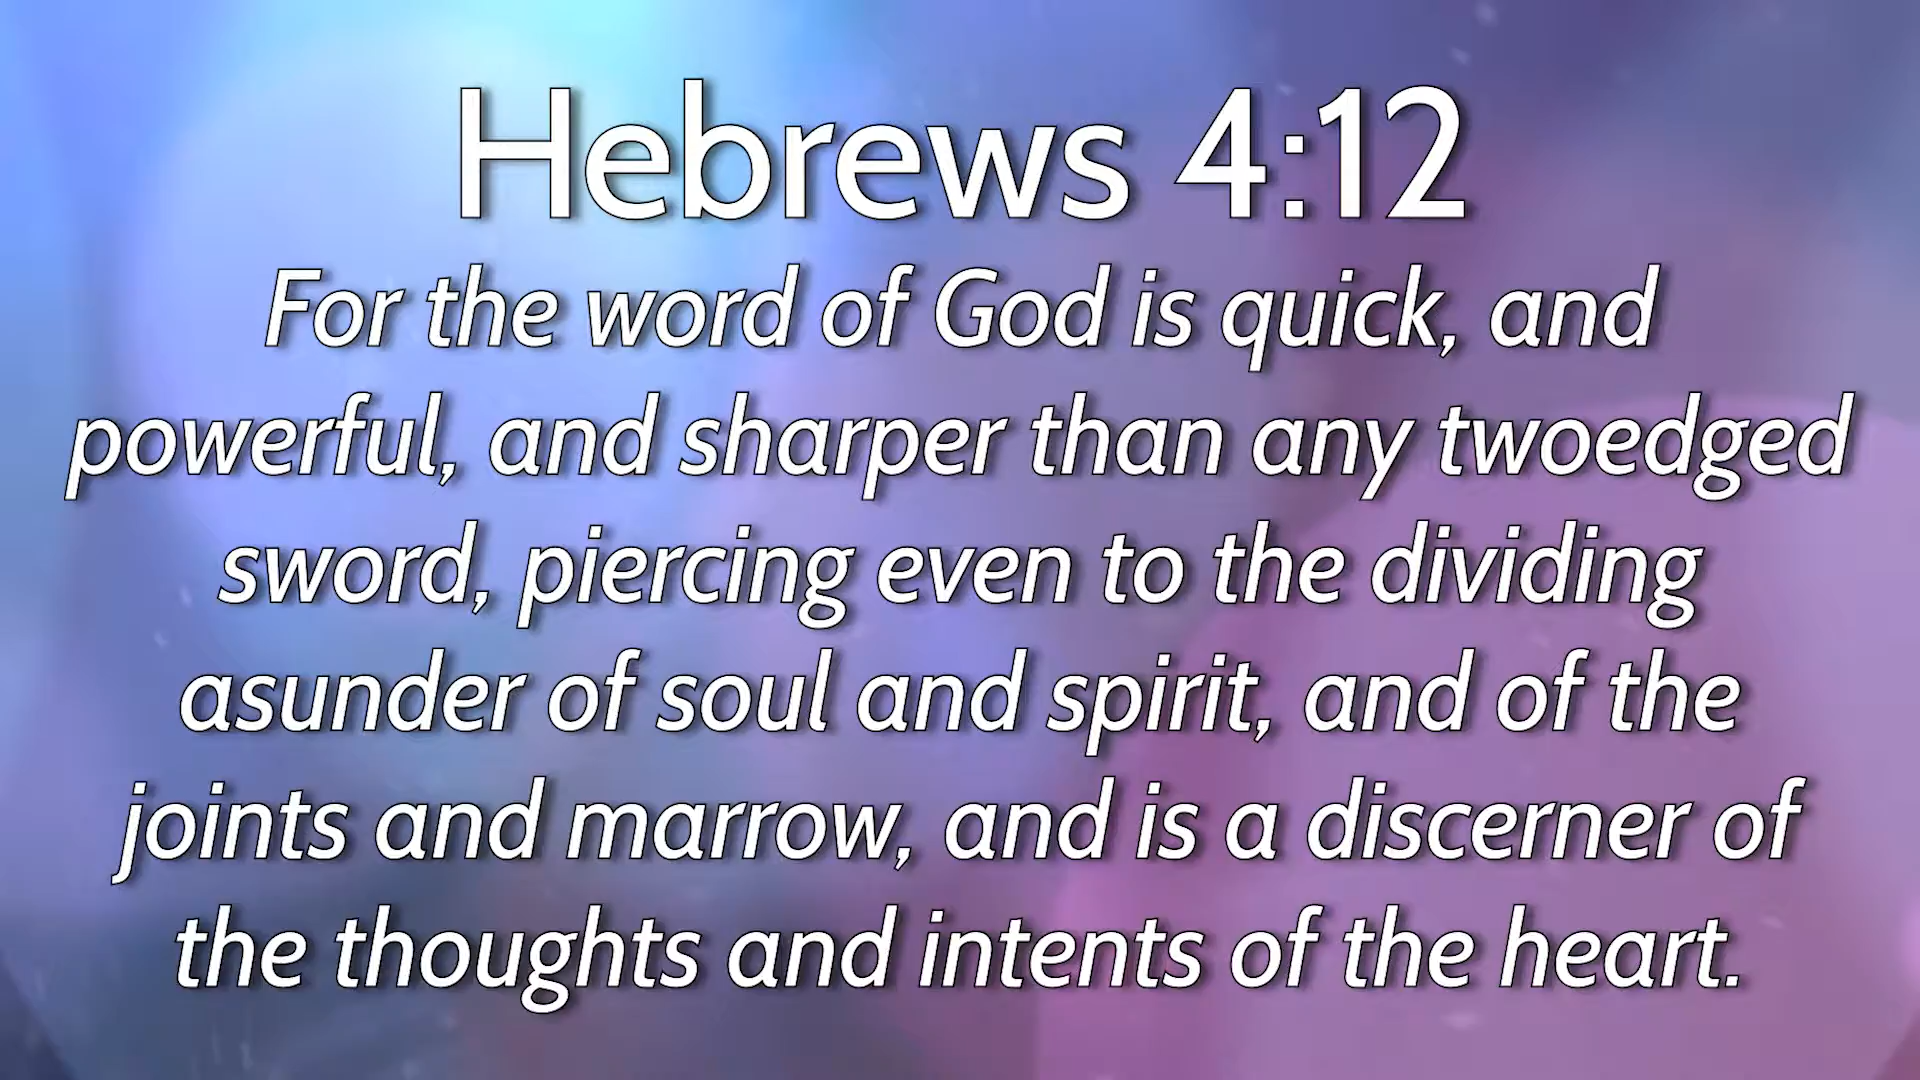 Hebrews 4:12
For the word of God is quick, and
powerful, and sharper than any twoedged
sword, piercing even to the dividing
asunder of soul and spirit, and of the
joints and marrow, and is a discerner of
the thoughts and intents of the heart.